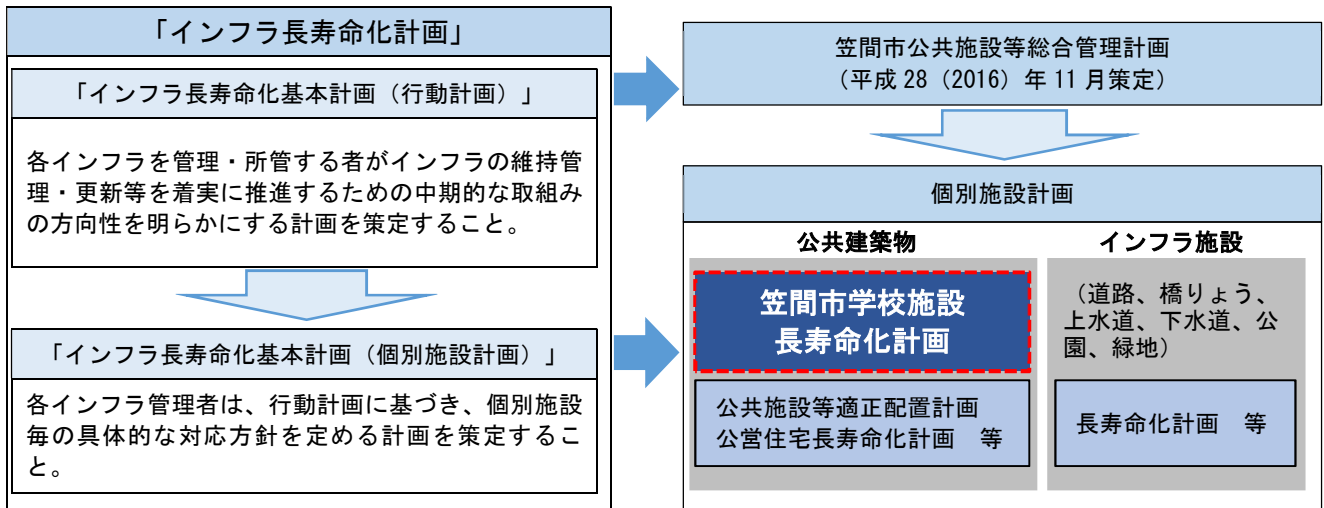 「インフラ長寿命化計画」
「インフラ長寿命化基本計画（行動計画）」
各インフラを管理・所管する者がインフラの維持管
理・更新等を着実に推進するための中期的な取組み
の方向性を明らかにする計画を策定すること。
「インフラ長寿命化基本計画（個別施設計画）」
各インフラ管理者は、行動計画に基づき、個別施設
毎の具体的な対応方針を定める計画を策定するこ
と。
笠間市公共施設等総合管理計画
（平成 28（2016）年 11 月策定）
個別施設計画
公共建築物
笠間市学校施設
長寿命化計画
公共施設等適正配置計画
公営住宅長寿命化計画　等
インフラ施設
（道路、橋りょう、
上水道、下水道、公
園、緑地）
長寿命化計画　等